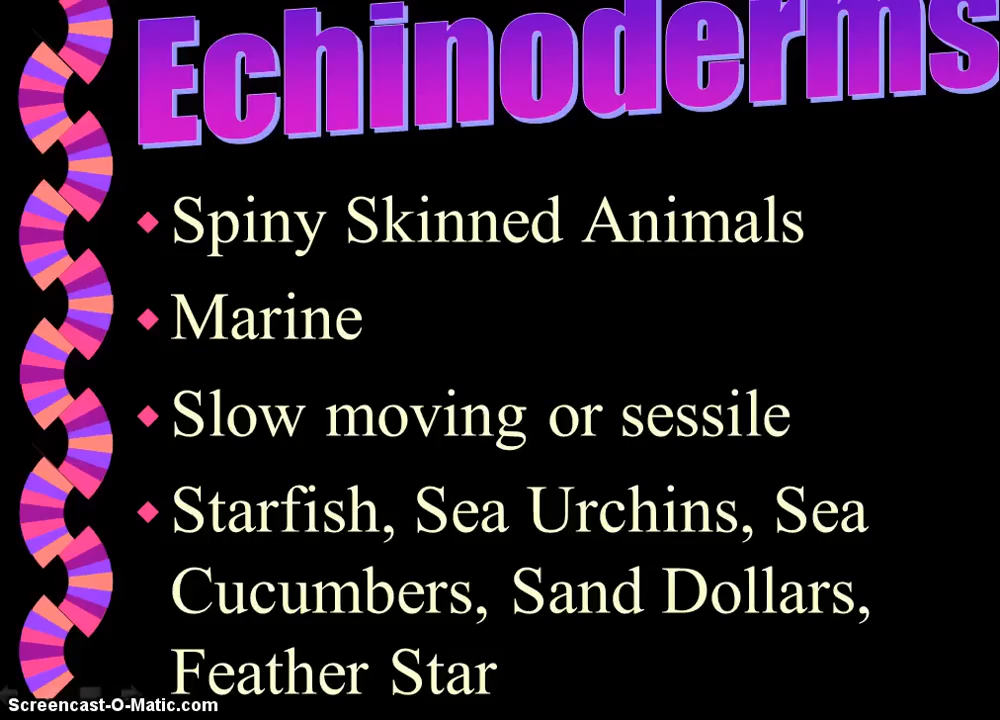 Echinoderms
Spiny Skinned Animals
Marine
Slow moving or sessile
Starfish, Sea Urchins, Sea
Cucumbers, Sand Dollars,
Feather Star
Screencast-O-Matic.com